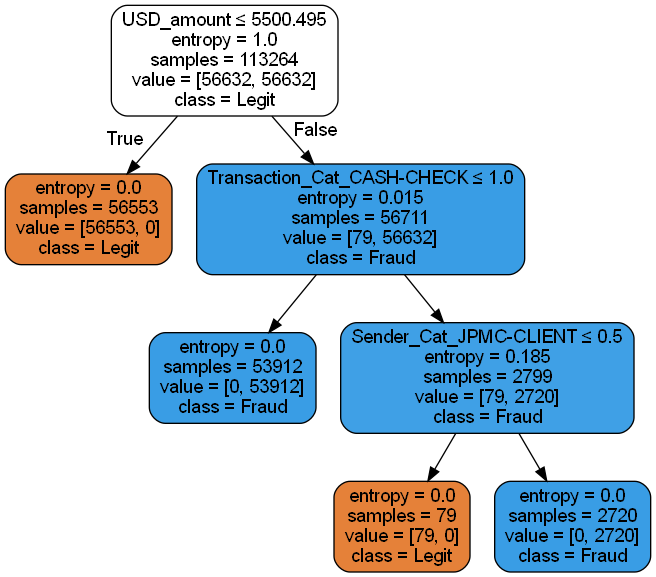 USD_amount ≤ 5500.495
entropy = 1.0
samples = 113264
value = [56632, 56632]
class = Legit
True
False
entropy = 0.0
samples = 56553
value = [56553, 0]
class = Legit
Transaction_Cat_CASH-CHECK ≤ 1.0
entropy = 0.015
samples = 56711
value = [79, 56632]
class = Fraud
entropy = 0.0
samples = 53912
value = [0, 53912]
class = Fraud
Sender_Cat_JPMC-CLIENT ≤ 0.5
entropy = 0.185
samples = 2799
value = [79, 2720]
class = Fraud
entropy = 0.0
samples = 79
value = [79, 0]
class = Legit
entropy = 0.0
samples = 2720
value = [0, 2720]
class = Fraud